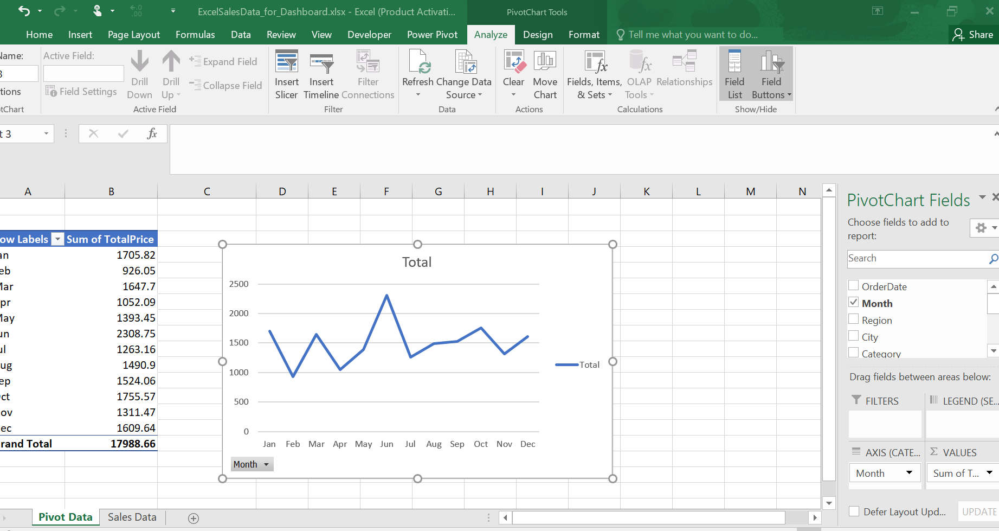 ExcelSalesData_for_Dashboard.xlsx - Excel (Product Activati...
PivotChart Tools
Home Insert Page Layout Formulas Data Review View Developer Power Pivot Analyze Design Format Tell me what you want to do... Share
Name:
Active Field:
Field Settings
Drill Down
Drill Up
Expand Field
Collapse Field
Active Field
Insert Slicer
Insert Timeline
Filter Connections
Filter
Refresh
Change Data Source
Data
Clear
Move Chart
Actions
Fields, Items, & Sets
OLAP Tools
Relationships
Calculations
Field List
Field Buttons
Show/Hide
3
tions
tChart
t 3
fx
A B C D E F G H I J K L M N
ow Labels Sum of TotalPrice
an 1705.82
eb 926.05
Mar 1647.7
pr 1052.09
May 1393.45
un 2308.75
ul 1263.16
ug 1490.9
ep 1524.06
ct 1755.57
ov 1311.47
ec 1609.64
rand Total 17988.66
Total
2500
2000
1500
1000
500
0
Jan Feb Mar Apr May Jun Jul Aug Sep Oct Nov Dec
Total
Month
PivotChart Fields
Choose fields to add to
report:
Search
OrderDate
Month
Region
City
Category
Drag fields between areas below:
FILTERS
LEGEND (SE...
AXIS (CATE...
Σ VALUES
Month
Sum of T...
Defer Layout Upd...
UPDATE
Pivot Data Sales Data